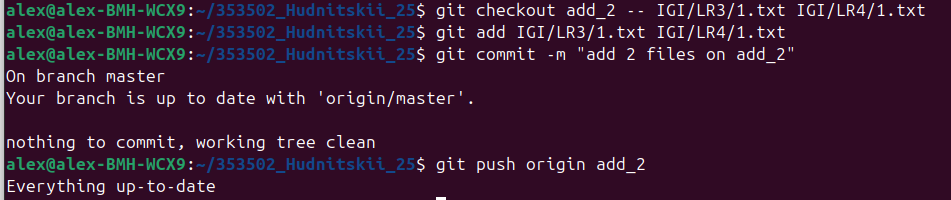 alex@alex-BMH-WCX9:~/353502_Hudnitskii_25$ git checkout add_2 -- IGI/LR3/1.txt IGI/LR4/1.txt
alex@alex-BMH-WCX9:~/353502_Hudnitskii_25$ git add IGI/LR3/1.txt IGI/LR4/1.txt
alex@alex-BMH-WCX9:~/353502_Hudnitskii_25$ git commit -m "add 2 files on add_2"
On branch master
Your branch is up to date with 'origin/master'.

nothing to commit, working tree clean
alex@alex-BMH-WCX9:~/353502_Hudnitskii_25$ git push origin add_2
Everything up-to-date